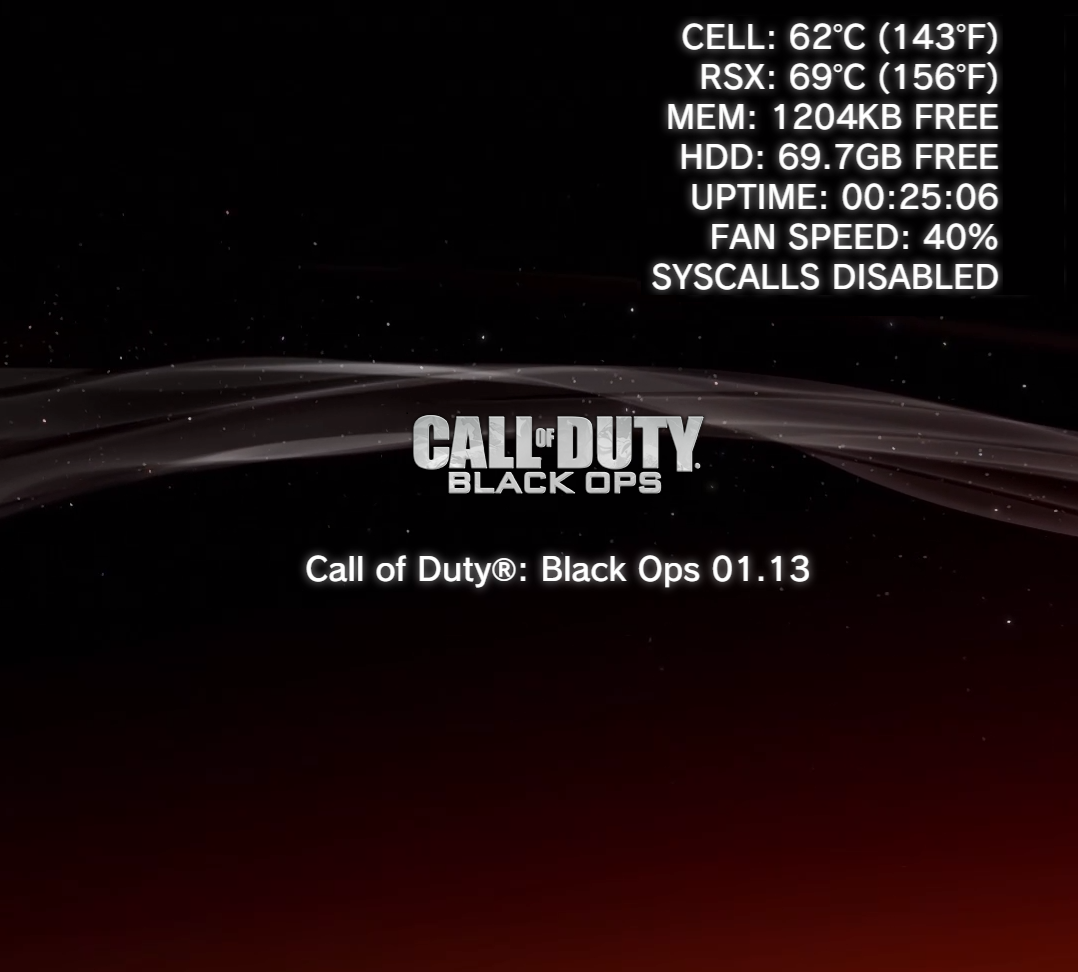 CELL: 62°C (143°F)
RSX: 69°C (156°F)
MEM: 1204KB FREE
HDD: 69.7GB FREE
UPTIME: 00:25:06
FAN SPEED: 40%
SYSCALLS DISABLED
CALL OF DUTY
BLACK OPS
Call of Duty®: Black Ops 01.13